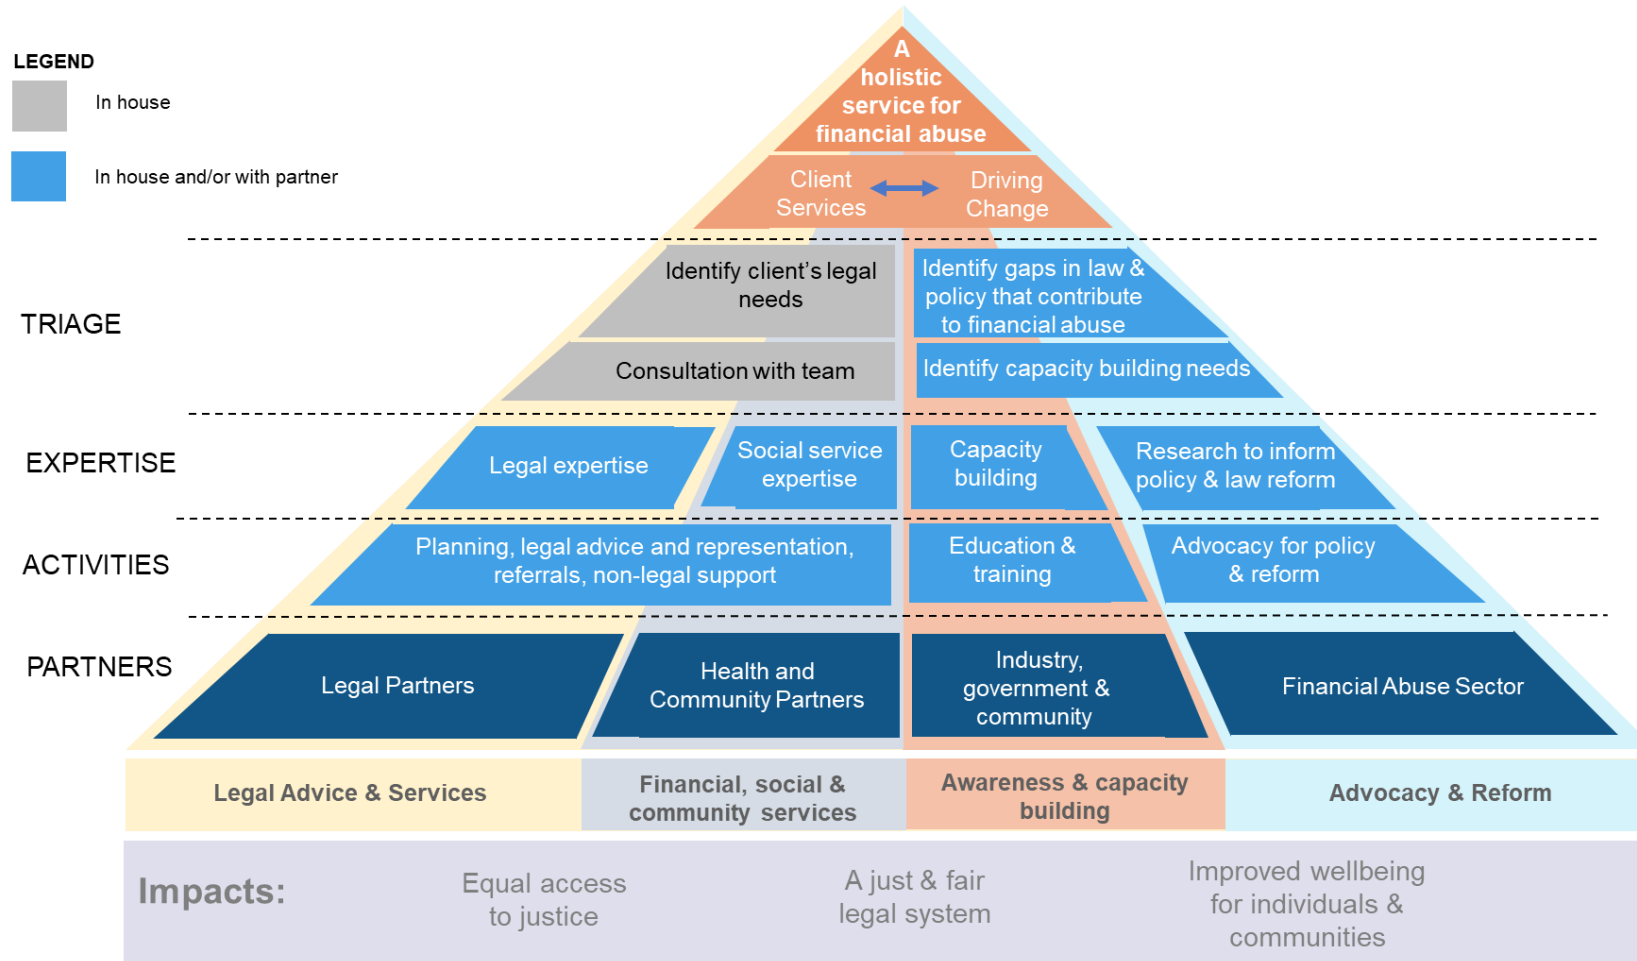 LEGEND
In house
In house and/or with partner
A
holistic
service for
financial abuse
Client
Services
Driving
Change
TRIAGE
Identify client's legal
needs
Identify gaps in law &
policy that contribute
to financial abuse
Consultation with team
Identify capacity building needs
EXPERTISE
Legal expertise
Social service
expertise
Capacity
building
Research to inform
policy & law reform
ACTIVITIES
Planning, legal advice and representation,
referrals, non-legal support
Education &
training
Advocacy for policy
& reform
PARTNERS
Legal Partners
Health and
Community Partners
Industry,
government &
community
Financial Abuse Sector
Legal Advice & Services
Financial, social &
community services
Awareness & capacity
building
Advocacy & Reform
Impacts:
Equal access
to justice
A just & fair
legal system
Improved wellbeing
for individuals &
communities